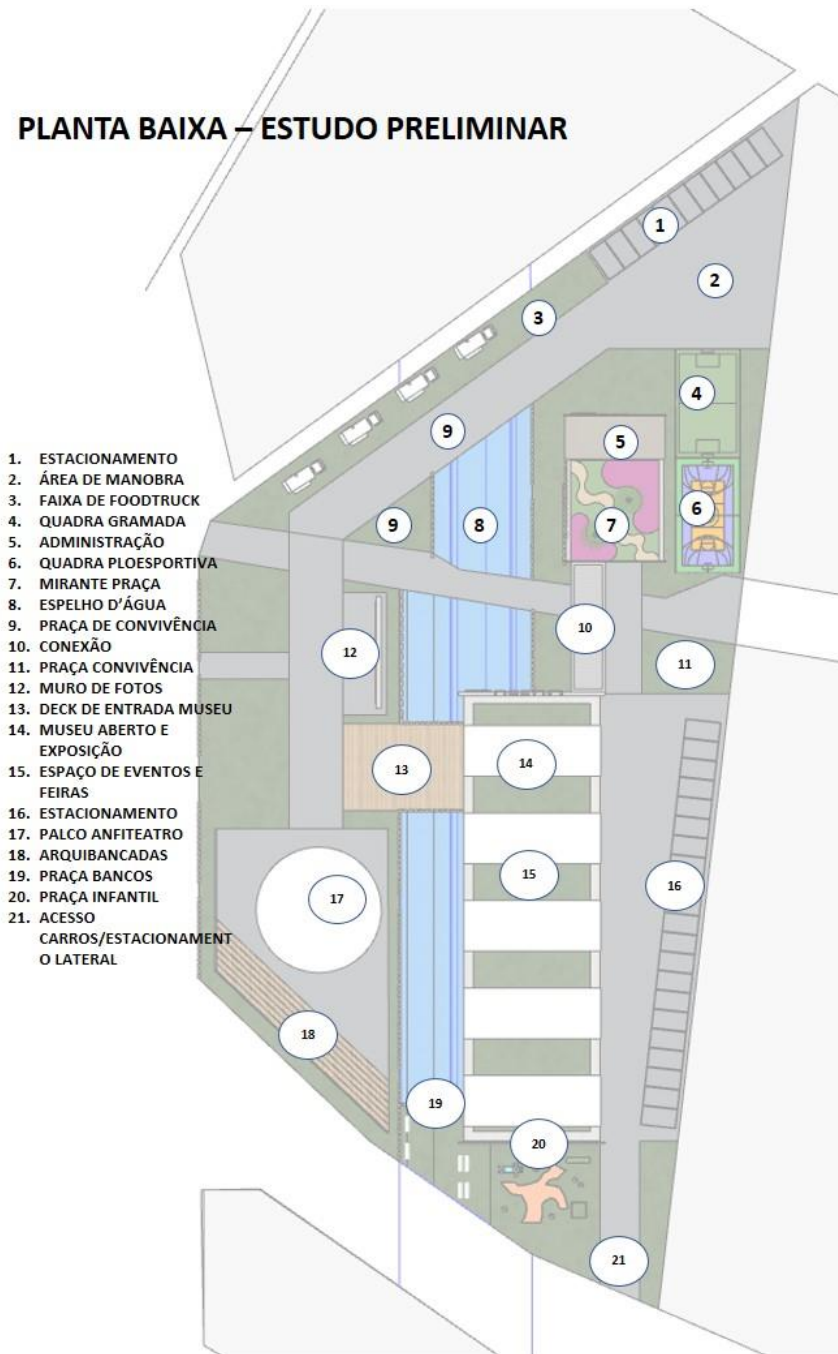 PLANTA BAIXA – ESTUDO PRELIMINAR
1. ESTACIONAMENTO
2. ÁREA DE MANOBRA
3. FAIXA DE FOODTRUCK
4. QUADRA GRAMADA
5. ADMINISTRAÇÃO
6. QUADRA PLOESPORTIVA
7. MIRANTE PRAÇA
8. ESPELHO D'ÁGUA
9. PRAÇA DE CONVIVÊNCIA
10. CONEXÃO
11. PRAÇA CONVIVÊNCIA
12. MURO DE FOTOS
13. DECK DE ENTRADA MUSEU
14. MUSEU ABERTO E
EXPOSIÇÃO
15. ESPAÇO DE EVENTOS E
FEIRAS
16. ESTACIONAMENTO
17. PALCO ANFITEATRO
18. ARQUIBANCADAS
19. PRAÇA BANCOS
20. PRAÇA INFANTIL
21. ACESSO
CARROS/ESTACIONAMENT
O LATERAL
1
2
3
4
9
5
6
9
8
7
10
12
11
14
13
15
16
17
18
19
20
21